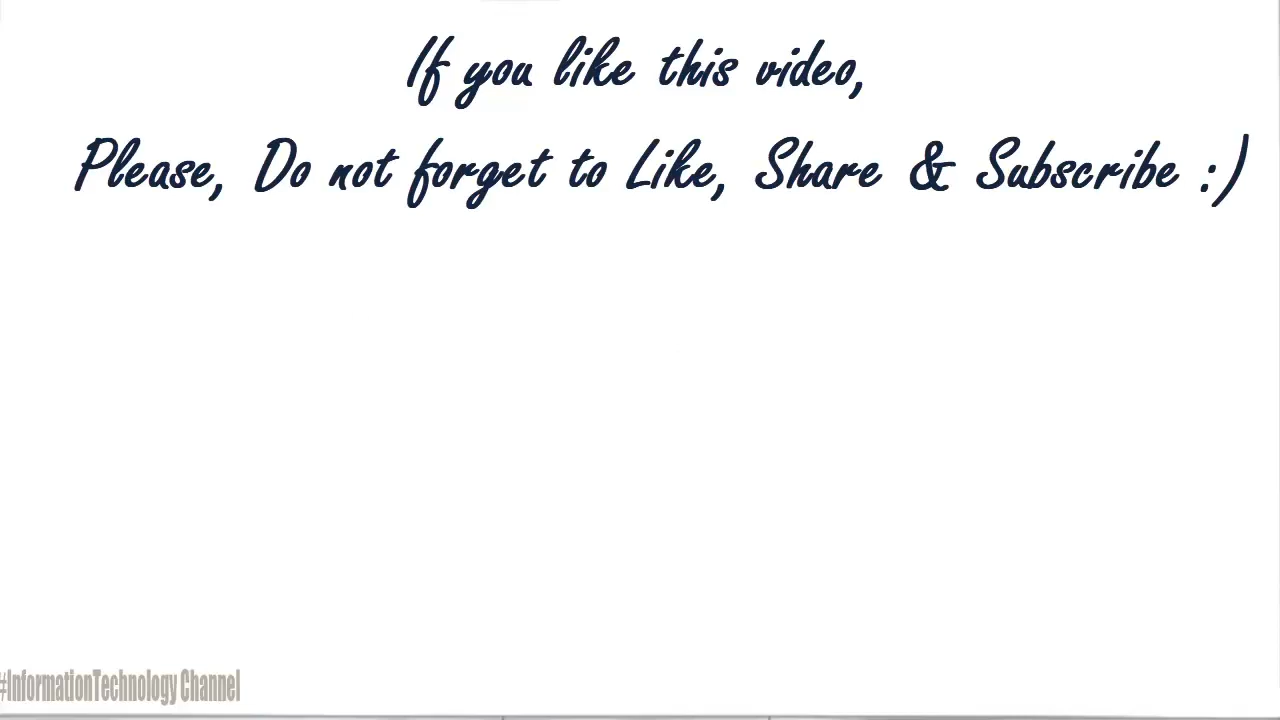 If you like this video,
Please, Do not forget to Like, Share & Subscribe :)
#InformationTechnology Channel